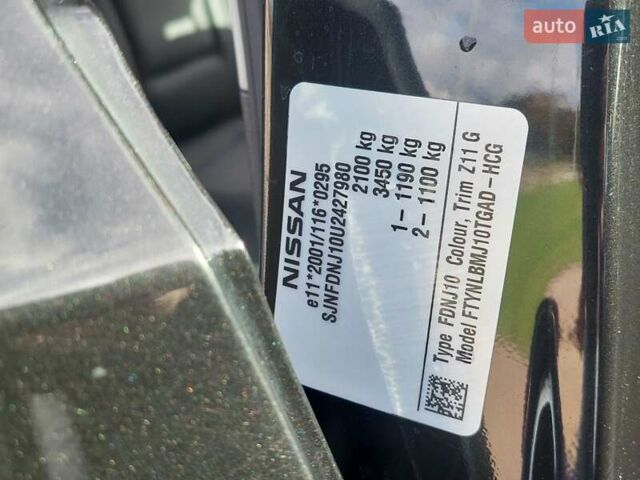 auto RIA
NISSAN
e11*2001/116*0295
SJNFDNJ10U2427980
2100 kg
3450 kg
1 - 1190 kg
2 - 1100 kg
Type FDNJ10 Colour, Trim Z11 G
Model FTYNLBMJ10TGAD-HCG